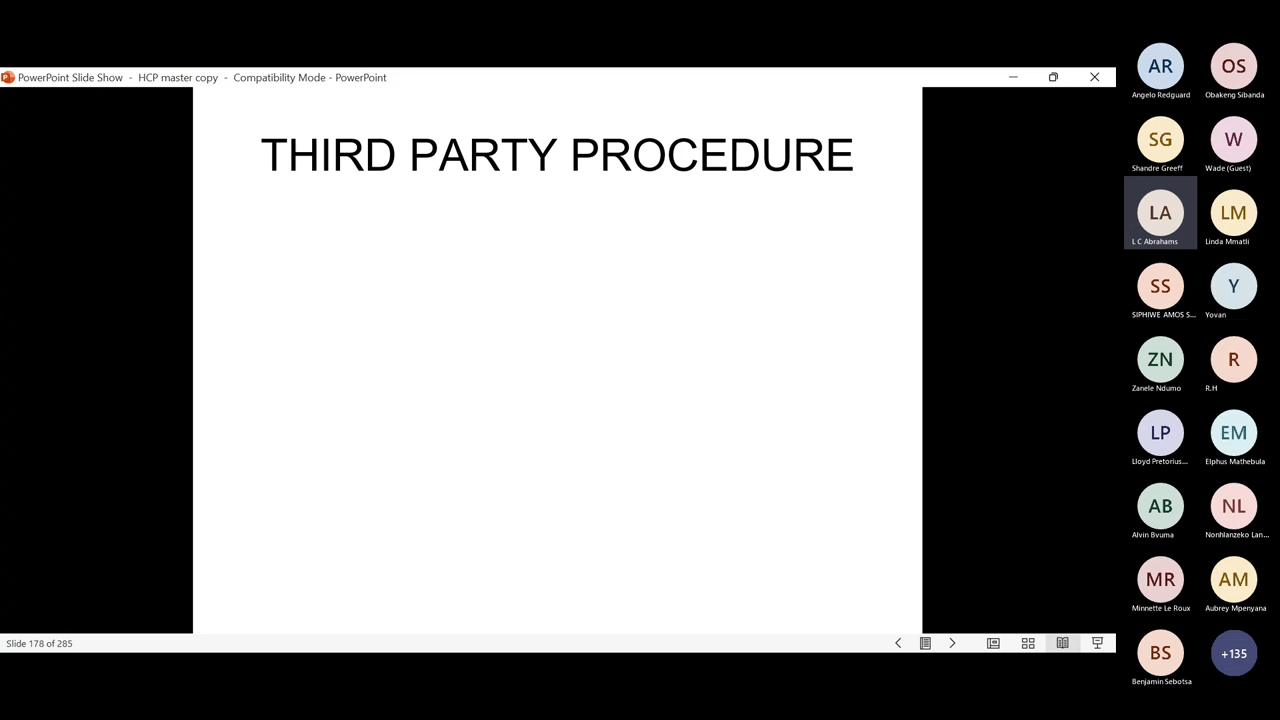 PowerPoint Slide Show - HCP master copy - Compatibility Mode - PowerPoint
THIRD PARTY PROCEDURE
Slide 178 of 285
AR OS
Angelo Redguard Obakeng Sibanda
SG W
Shandre Greeff Wade (Guest)
LA LM
L C Abrahams Linda Mmatli
SS Y
SIPHIWE AMOS S... Yovan
ZN R
Zanele Ndumo R.H
LP EM
Lloyd Pretorius... Elphus Mathebula
AB NL
Alvin Bvuma Nonhlanzeko Lan...
MR AM
Minnette Le Roux Aubrey Mpenyana
BS +135
Benjamin Sebotsa